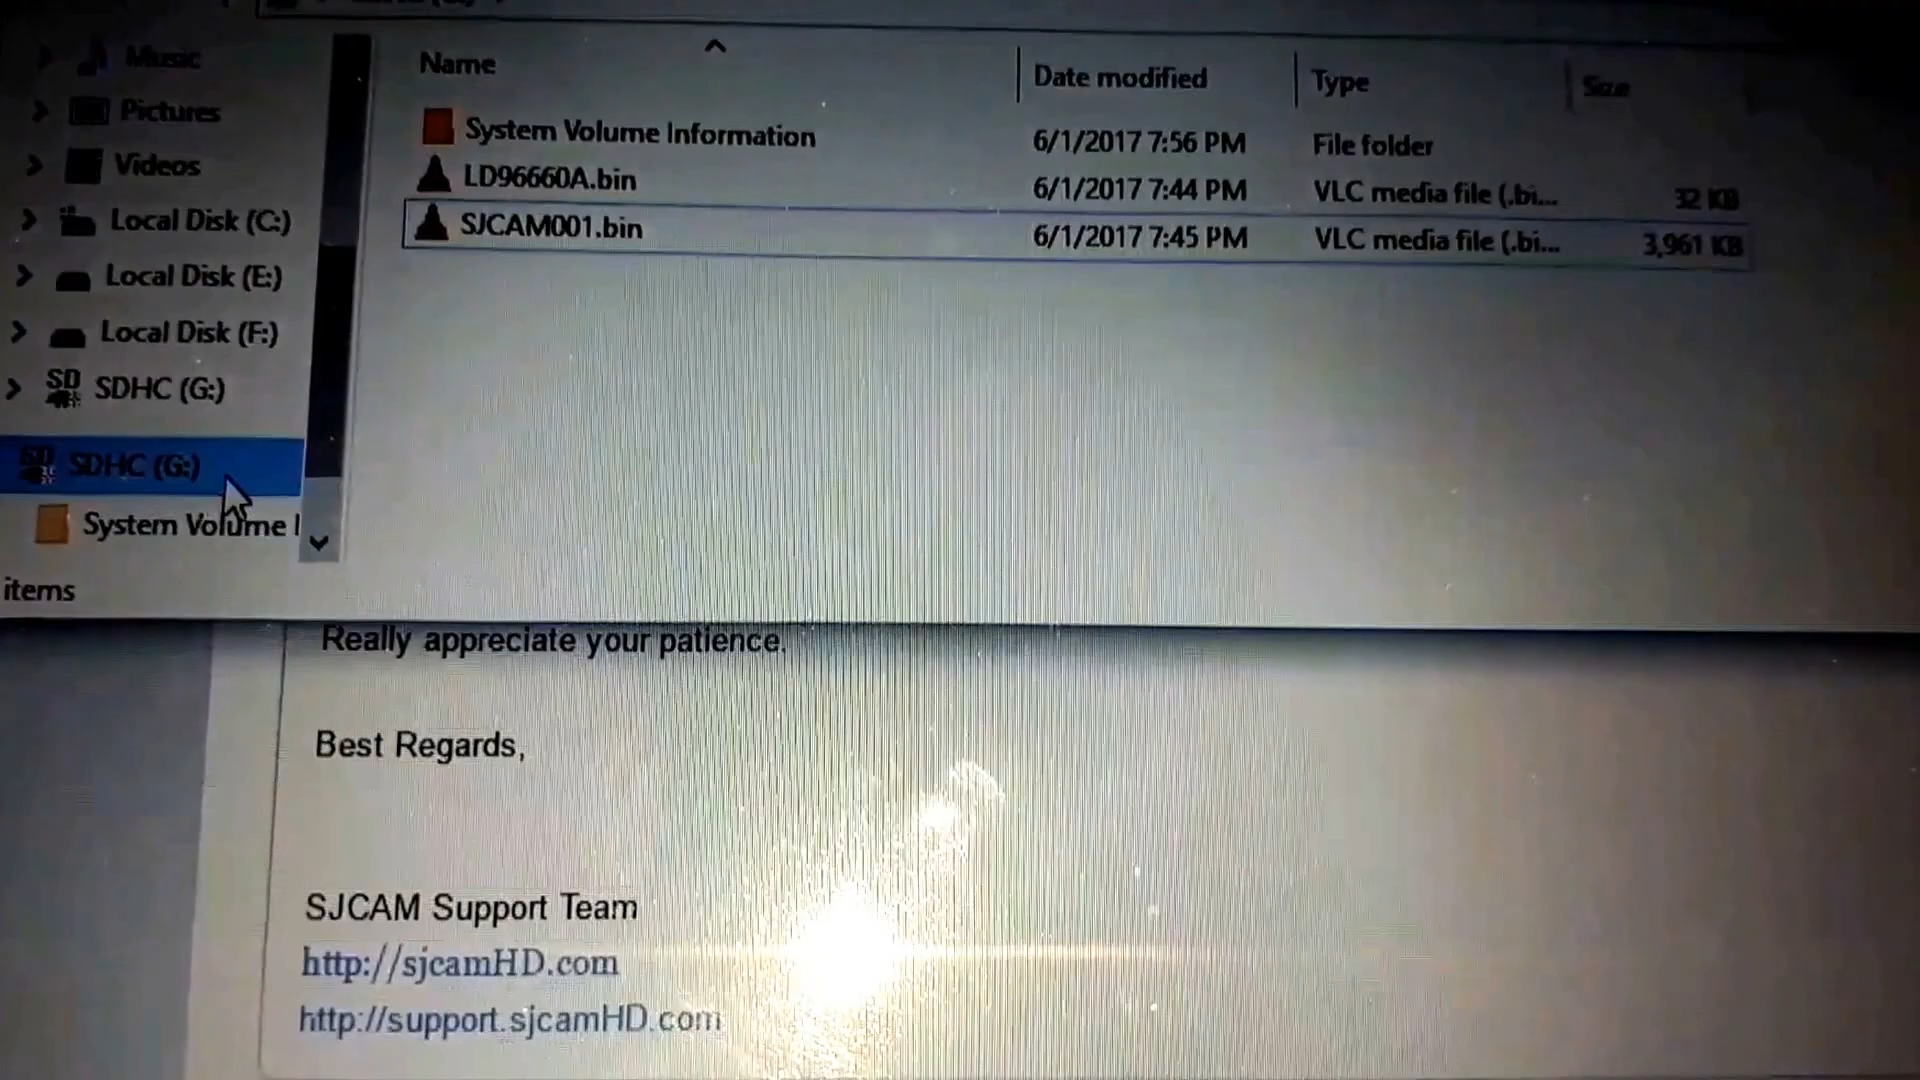 Music
Pictures
Videos
Local Disk (C:)
Local Disk (E:)
Local Disk (F:)
SDHC (G:)
SDHC (G:)
System Volume I
items
Name Date modified Type Size
System Volume Information 6/1/2017 7:56 PM File folder
LD96660A.bin 6/1/2017 7:44 PM VLC media file (.bi... 32 KB
SJCAM001.bin 6/1/2017 7:45 PM VLC media file (.bi... 3,961 KB
Really appreciate your patience.
Best Regards,
SJCAM Support Team
http://sjcamHD.com
http://support.sjcamHD.com